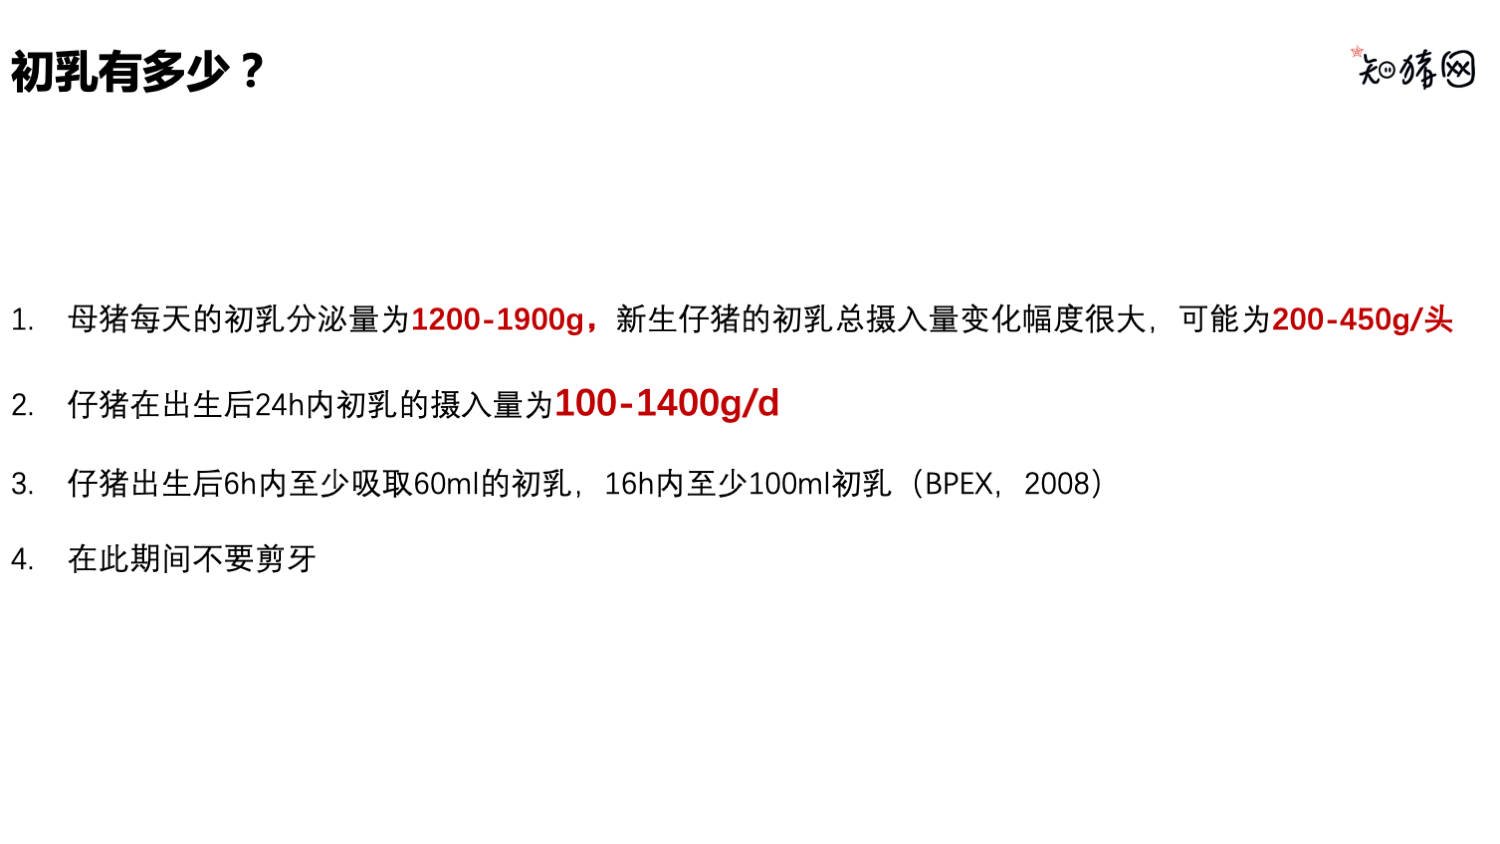 初乳有多少？
知猪网
1. 母猪每天的初乳分泌量为1200-1900g，新生仔猪的初乳总摄入量变化幅度很大，可能为200-450g/头
2. 仔猪在出生后24h内初乳的摄入量为100-1400g/d
3. 仔猪出生后6h内至少吸取60ml的初乳，16h内至少100ml初乳（BPEX，2008）
4. 在此期间不要剪牙